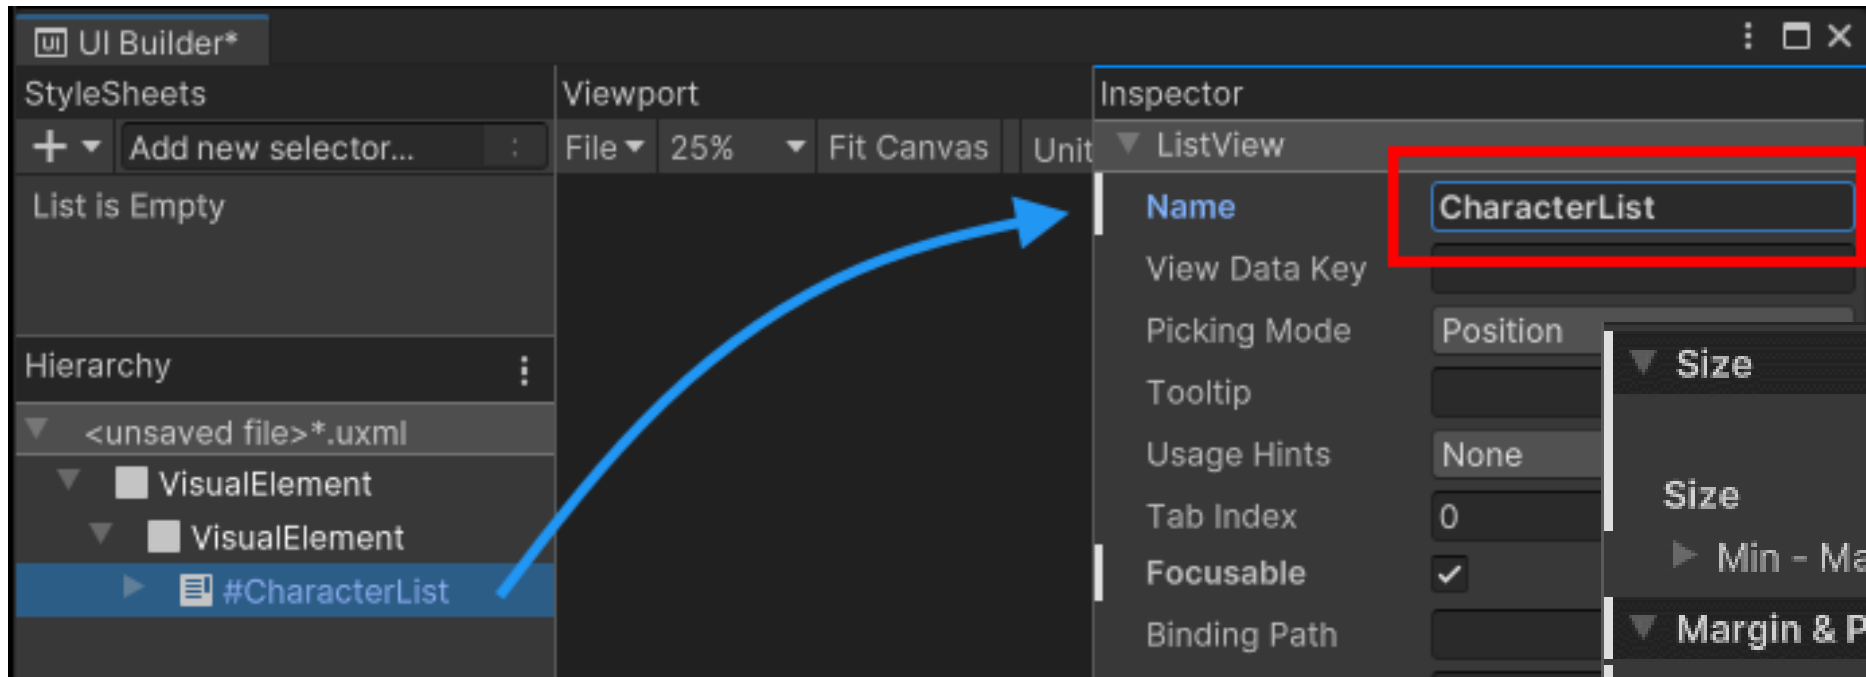 UI Builder*
StyleSheets
Add new selector...
List is Empty
Hierarchy
<unsaved file>*.uxml
VisualElement
VisualElement
#CharacterList
Viewport
File
25%
Fit Canvas
Unit
Inspector
ListView
Name CharacterList
View Data Key
Picking Mode Position
Tooltip
Usage Hints None
Tab Index 0
Focusable
Binding Path
Size
Size
Min - Ma
Margin & P